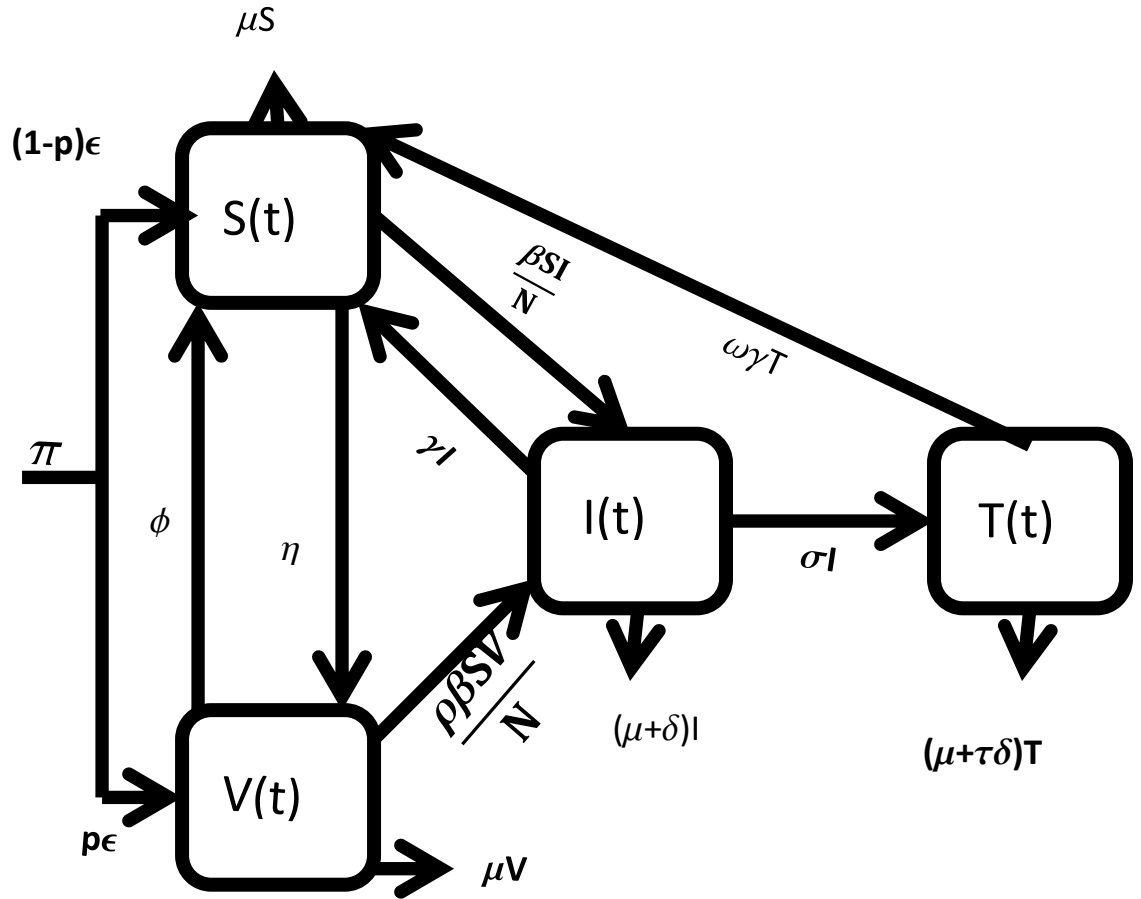 μS
(1-p)ϵ
S(t)
βSI
N
ωγT
π
γI
ϕ
η
I(t)
T(t)
σI
ρβSV
N
(μ+δ)I
(μ+τδ)T
V(t)
pϵ
μV